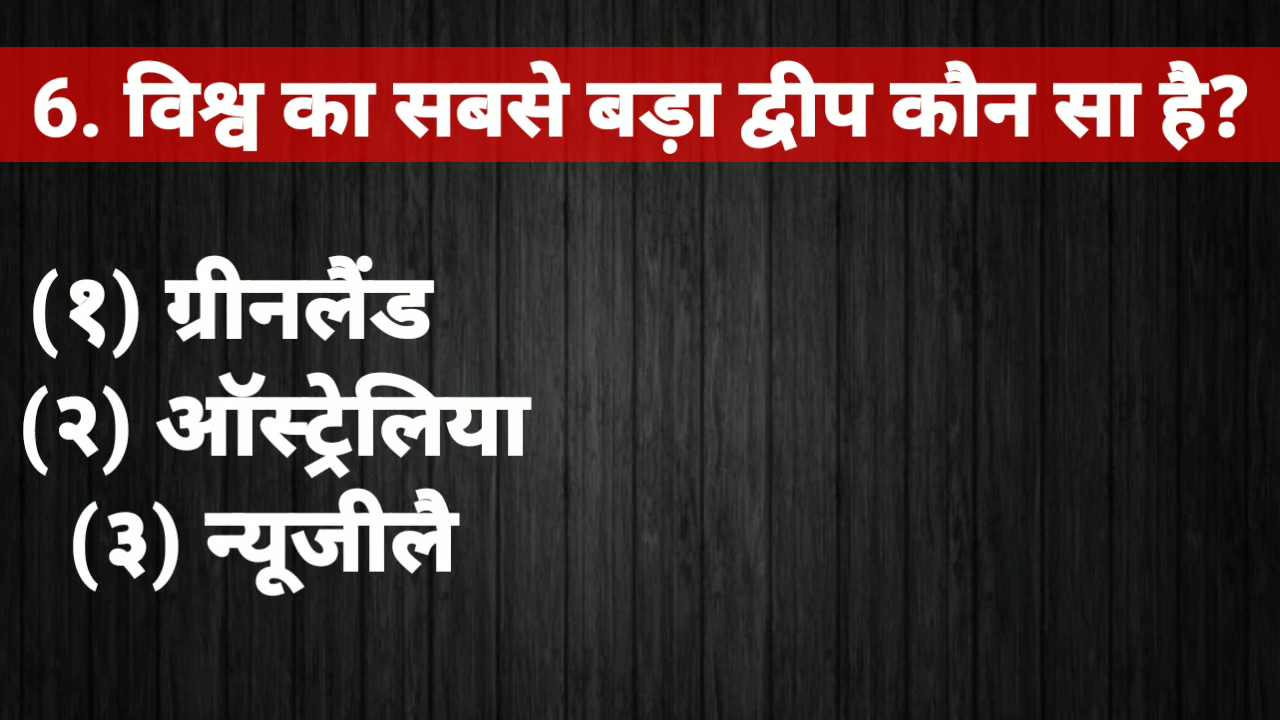 6. विश्व का सबसे बड़ा द्वीप कौन सा है?
(१) ग्रीनलैंड
(२) ऑस्ट्रेलिया
(३) न्यूजीलै